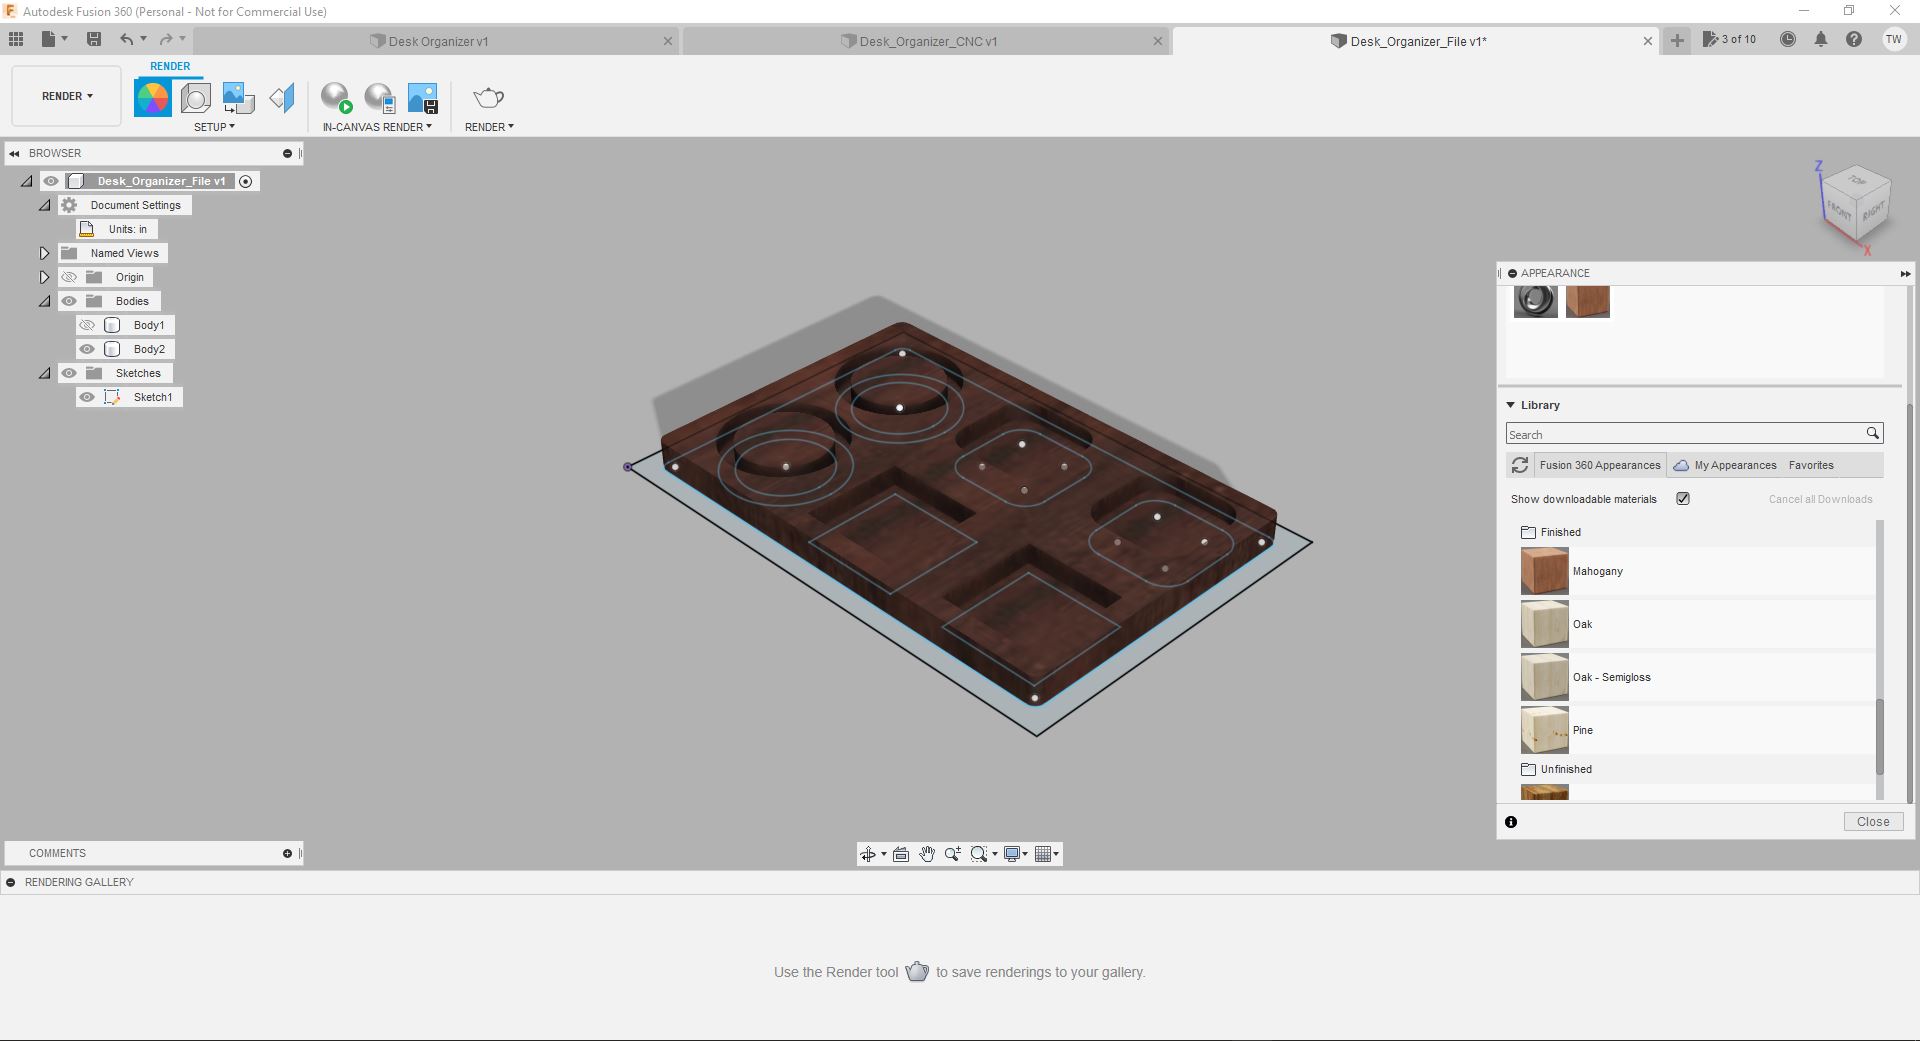 Autodesk Fusion 360 (Personal - Not for Commercial Use)
Desk Organizer v1
Desk_Organizer_CNC v1
Desk_Organizer_File v1*
3 of 10
TW
RENDER
RENDER
SETUP
IN-CANVAS RENDER
RENDER
BROWSER
Desk_Organizer_File v1
Document Settings
Units: in
Named Views
Origin
Bodies
Body1
Body2
Sketches
Sketch1
Z
TOP
FRONT
RIGHT
X
APPEARANCE
Library
Search
Fusion 360 Appearances
My Appearances
Favorites
Show downloadable materials
Cancel all Downloads
Finished
Mahogany
Oak
Oak - Semigloss
Pine
Unfinished
Close
COMMENTS
RENDERING GALLERY
Use the Render tool to save renderings to your gallery.